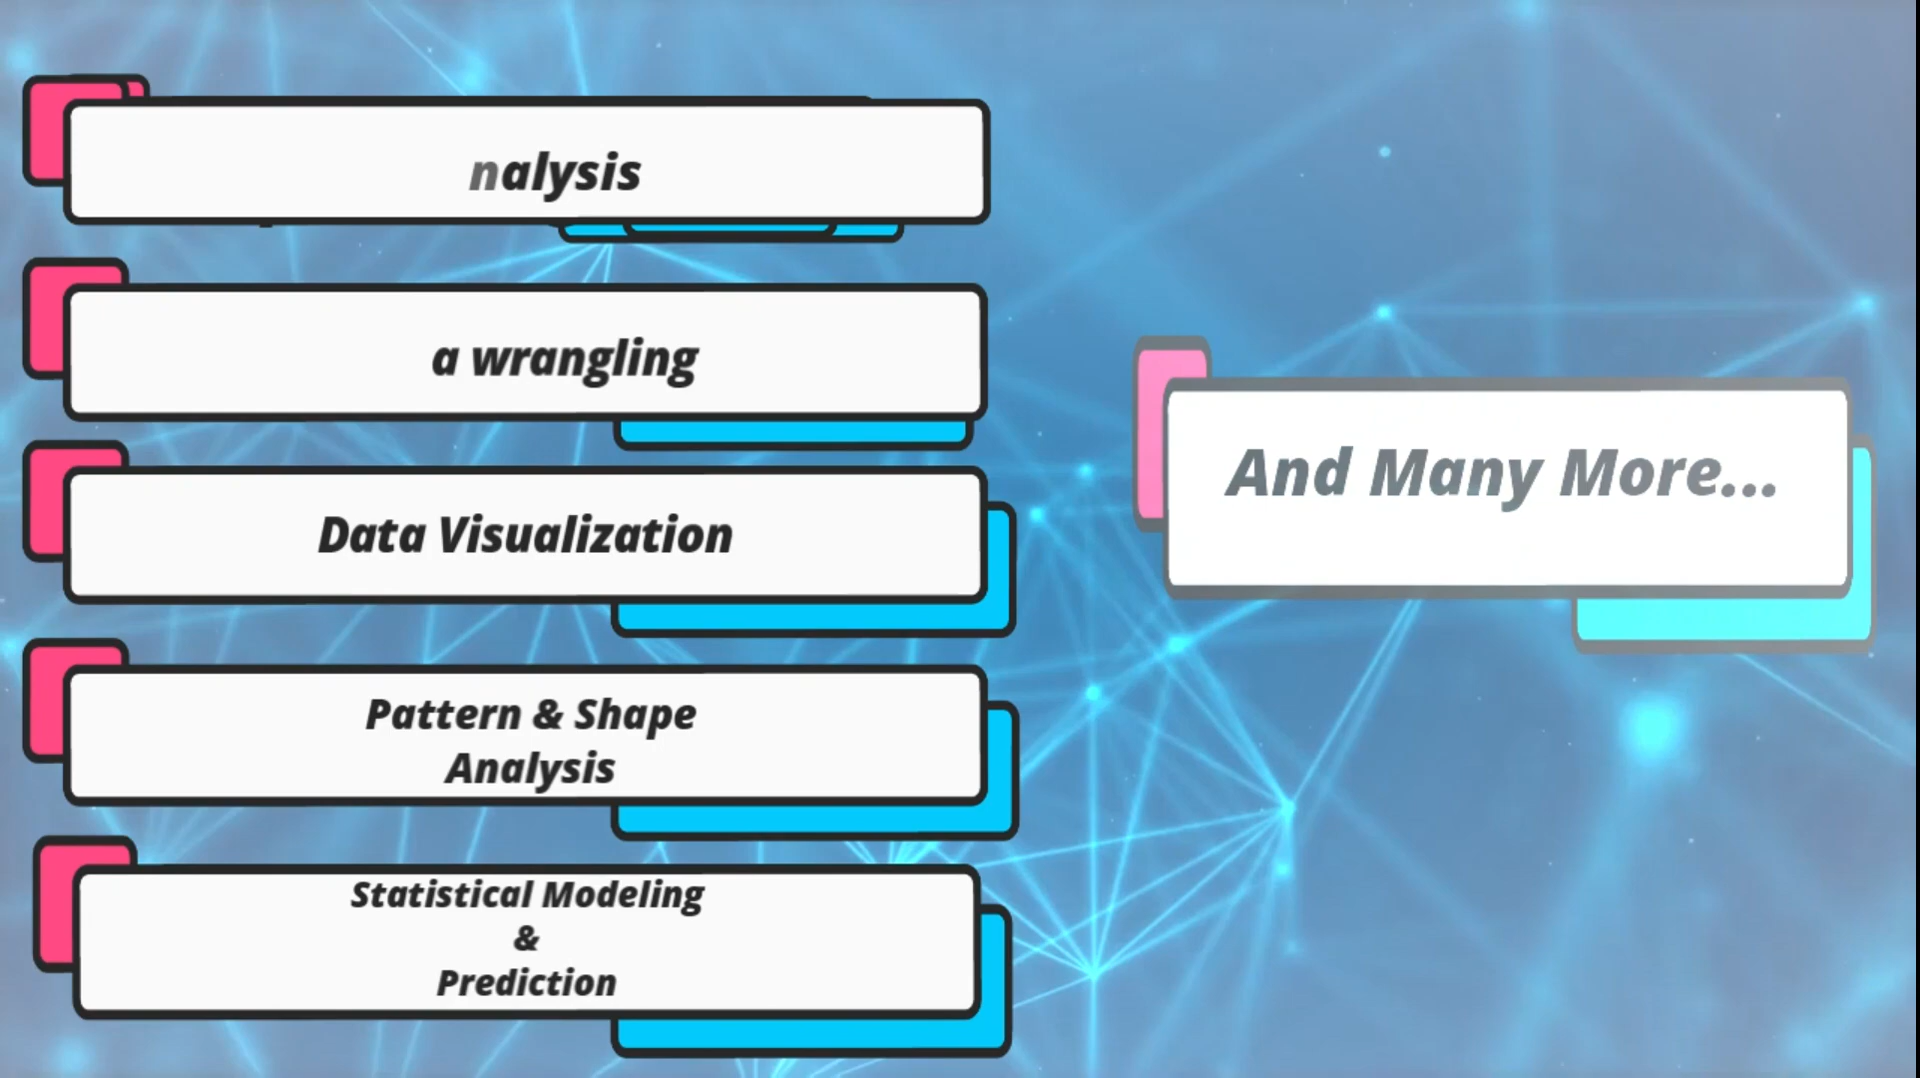 nalysis
a wrangling
Data Visualization
Pattern & Shape
Analysis
Statistical Modeling
&
Prediction
And Many More...